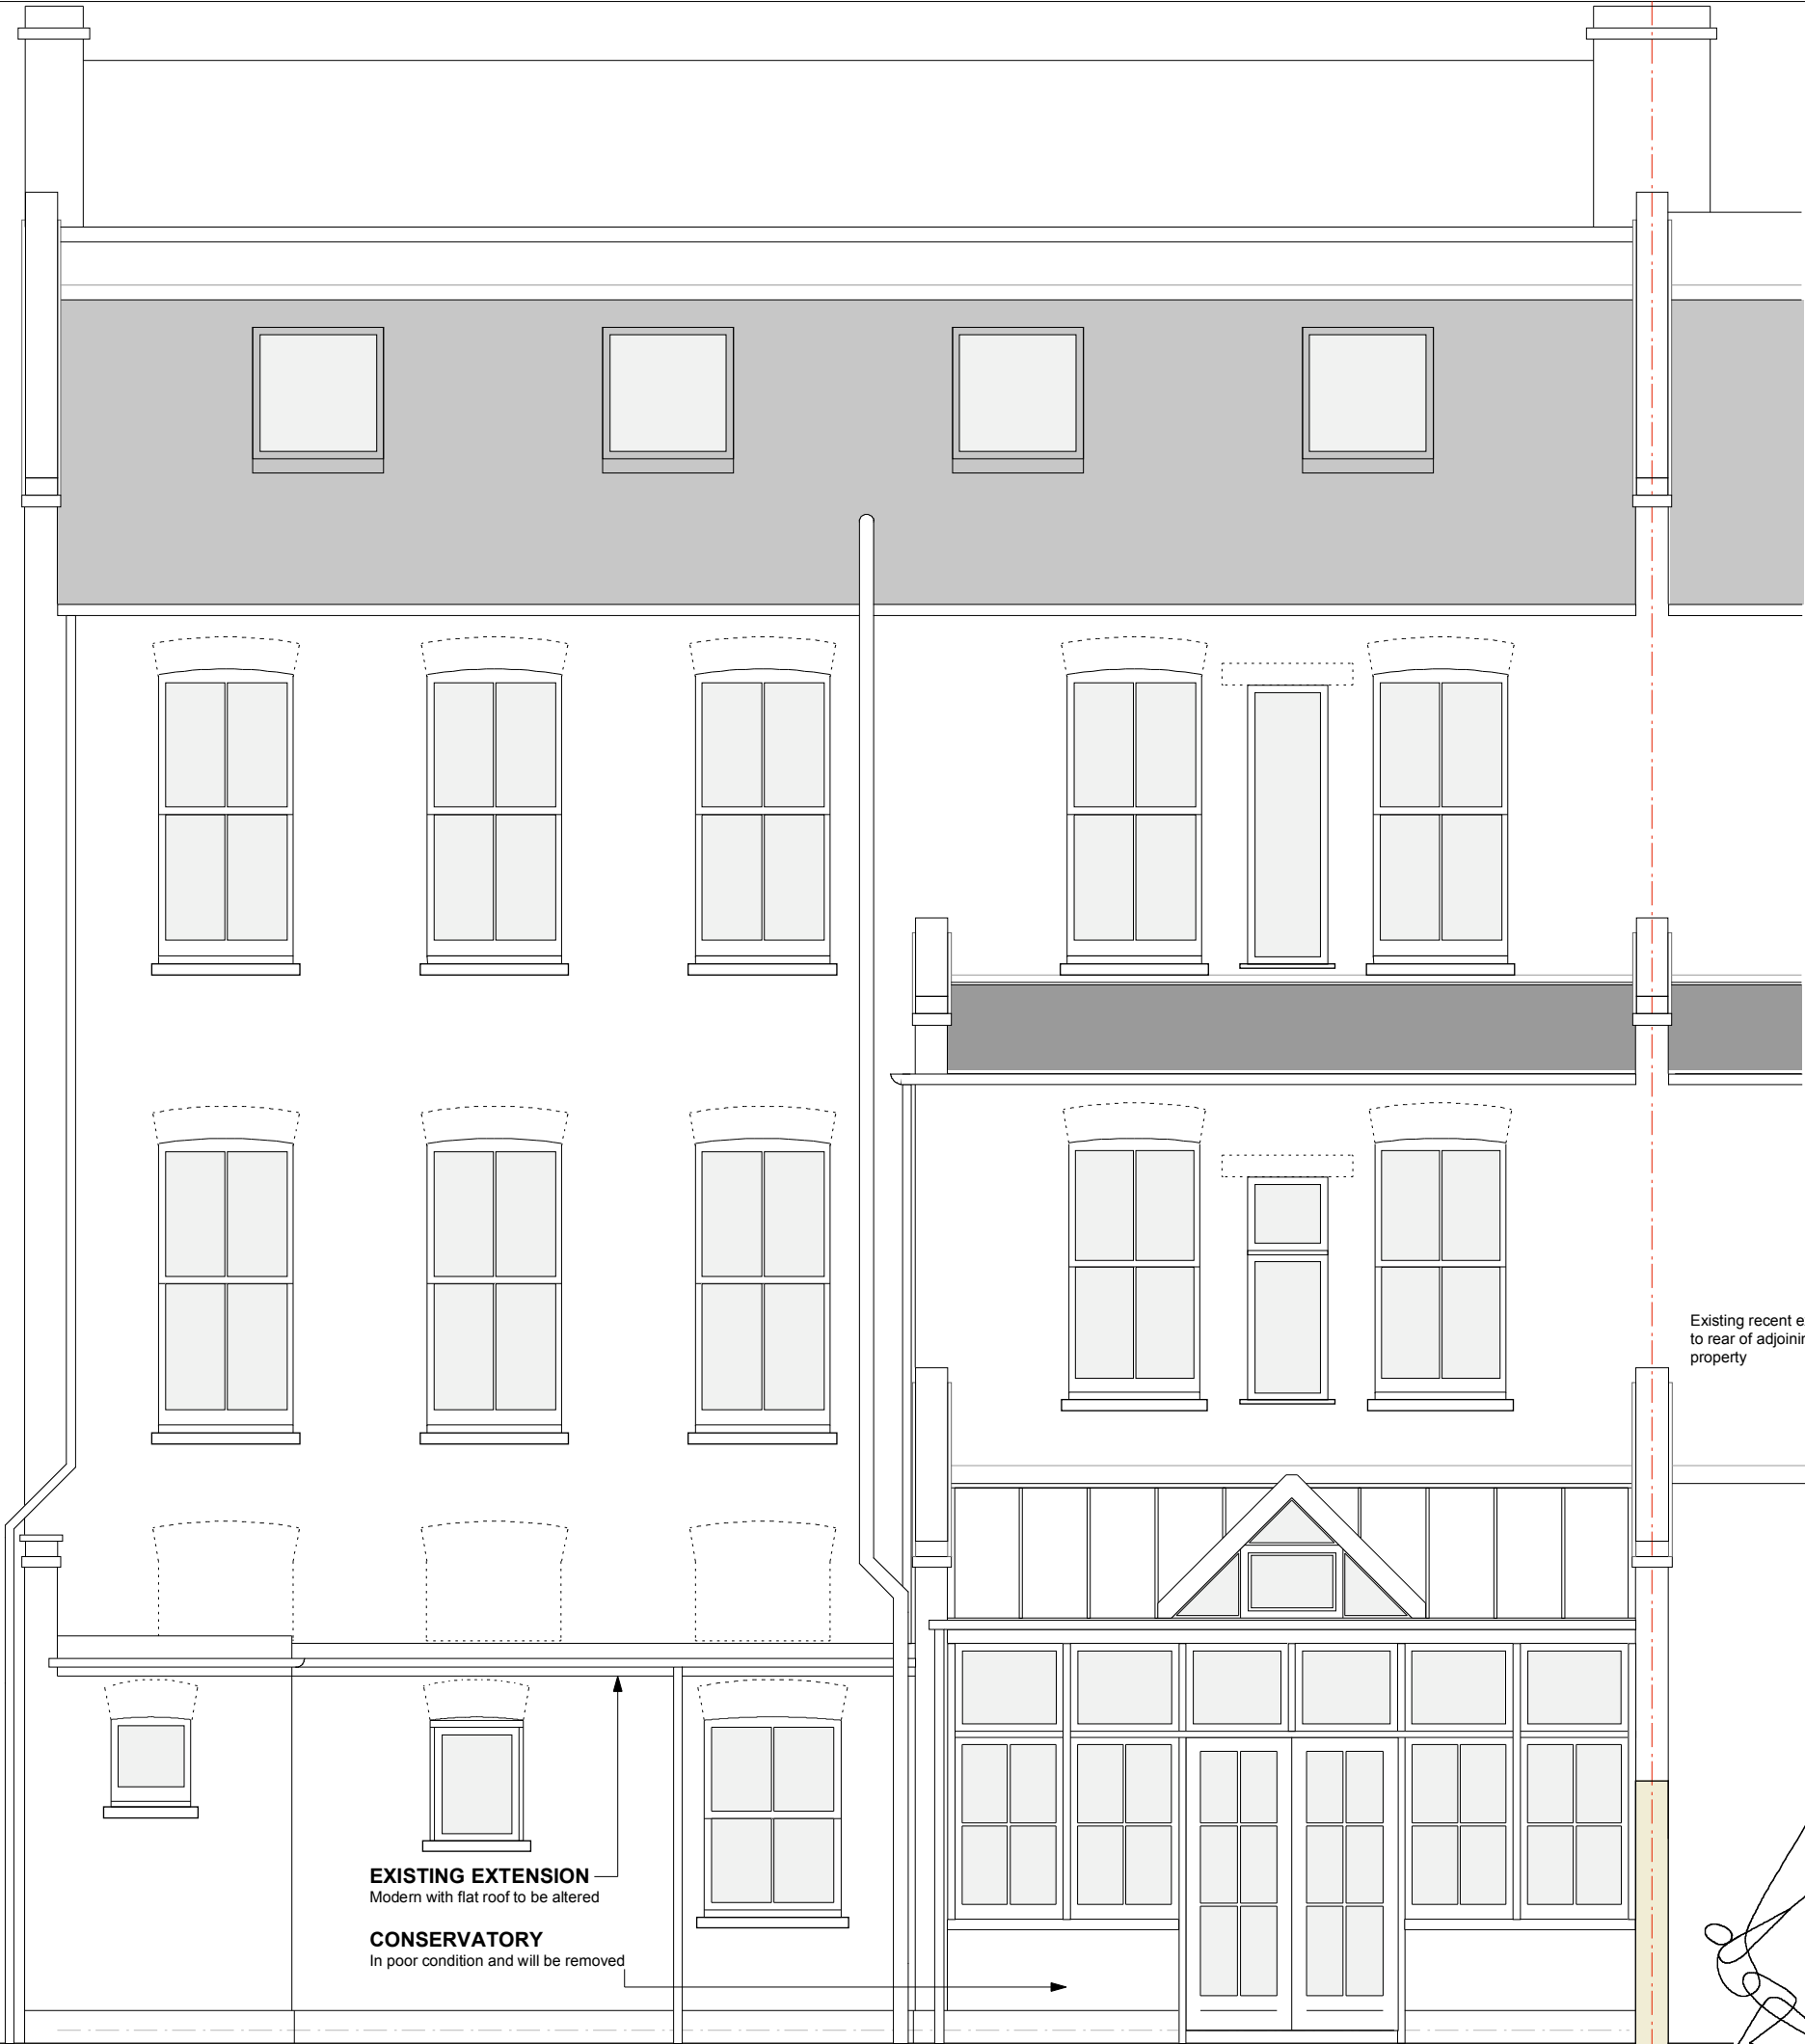 Existing recent
to rear of
property
EXISTING EXTENSION
Modern with flat roof to be altered
CONSERVATORY
In poor condition and will be removed